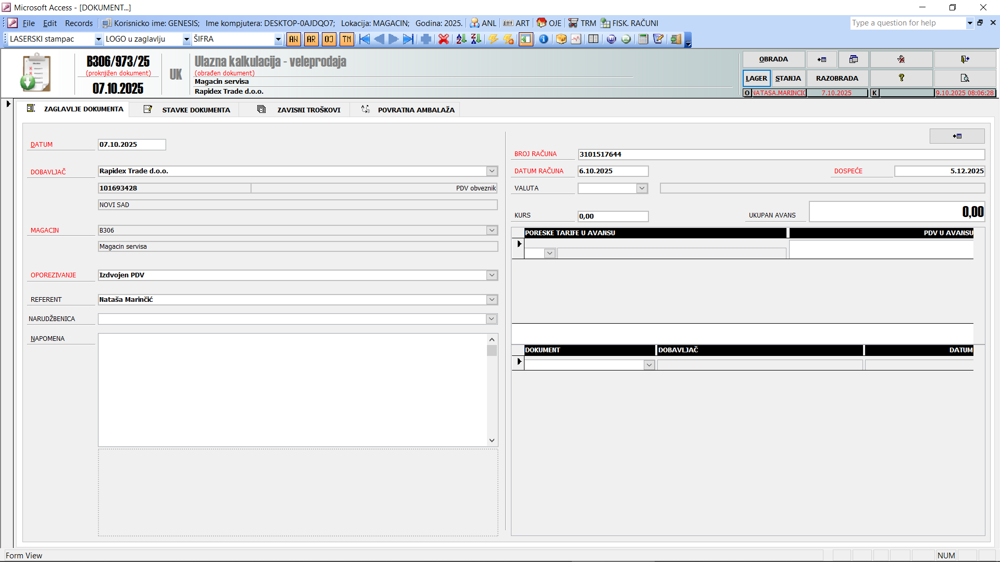 Microsoft Access - [DOKUMENT...]
File Edit Records Korisnicko ime: GENESIS; Ime kompjutera: DESKTOP-0AJDQO7; Lokacija: MAGACIN; Godina: 2025. ANL ART OJE TRM FISK. RAČUNI Type a question for help
LASERSKI stampac LOGO u zaglavlju ŠIFRA AN AR OJ TM
B306/973/25
(proknjižen dokument)
07.10.2025
UK
Ulazna kalkulacija - veleprodaja
(obrađen dokument)
Magacin servisa
Rapidex Trade d.o.o.
OBRADA
LAGER STANJA RAZOBRADA
O NATASA.MARINCIC 7.10.2025 K 9.10.2025 08:06:28
ZAGLAVLJE DOKUMENTA STAVKE DOKUMENTA ZAVISNI TROŠKOVI POVRATNA AMBALAŽA
DATUM 07.10.2025
DOBAVLJAČ Rapidex Trade d.o.o.
101693428 PDV obveznik
NOVI SAD
MAGACIN B306
Magacin servisa
OPOREZIVANJE Izdvojen PDV
REFERENT Nataša Marinčić
NARUDŽBENICA
NAPOMENA
BROJ RAČUNA 3101517644
DATUM RAČUNA 6.10.2025 DOSPEĆE 5.12.2025
VALUTA
KURS 0,00 UKUPAN AVANS 0,00
PORESKE TARIFE U AVANSU PDV U AVANSU
DOKUMENT DOBAVLJAČ DATUM
Form View NUM